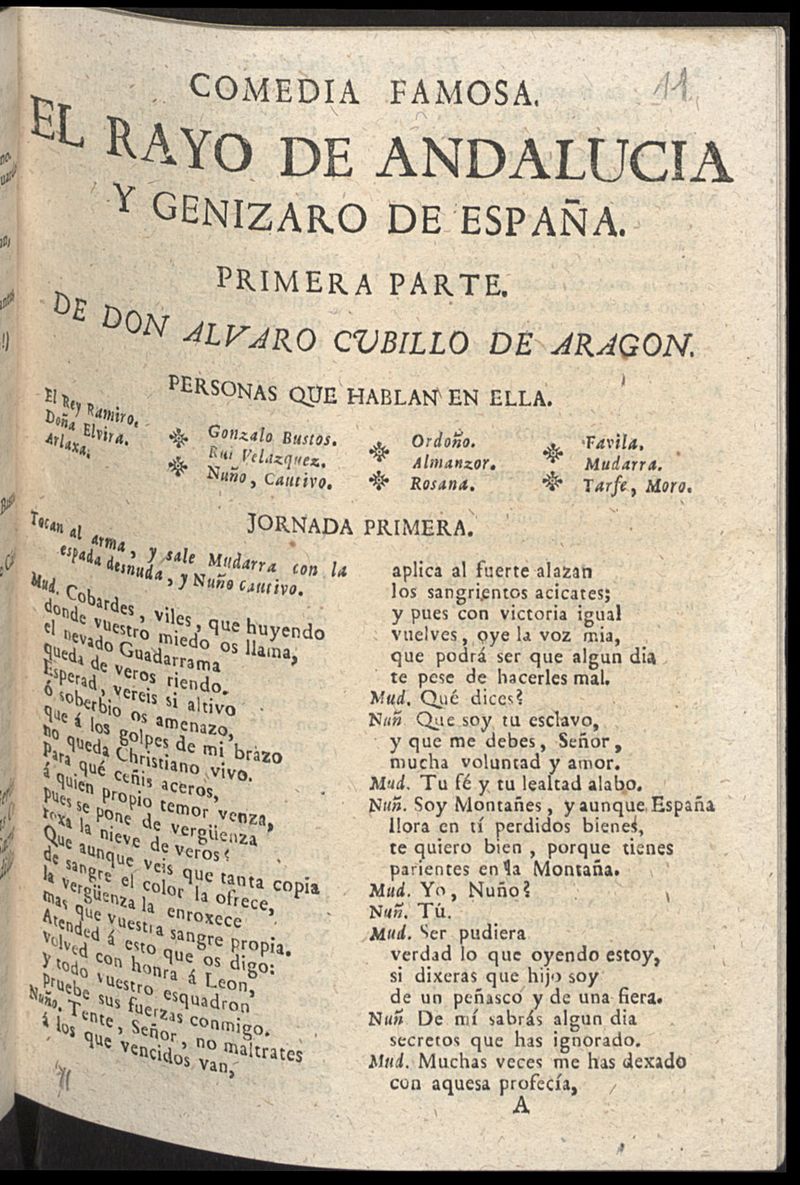 11
COMEDIA FAMOSA.
EL RAYO DE ANDALUCIA
Y GENIZARO DE ESPAÑA.
PRIMERA PARTE.
DE DON ALVARO CUBILLO DE ARAGON.
PERSONAS QUE HABLAN EN ELLA.
El Rey Ramiro.
Doña Elvira.
Arlaxa.
Gonzalo Bustos.
Rui Velazquez.
Nuño, Cautivo.
Ordoño.
Almanzor.
Rosana.
Favila.
Mudarra.
Tarfe, Moro.
JORNADA PRIMERA.
Tocan al arma, y sale Mudarra con la
espada desnuda, y Nuño cautivo.
Mud. Cobardes, viles, que huyendo
donde vuestro miedo os llama,
el nevado Guadarrama
queda de veros riendo.
Esperad, vereis si altivo
ó soberbio os amenazo,
que á los golpes de mi brazo
no queda Christiano vivo.
Para qué ceñis aceros,
á quien propio temor venza,
pues se pone de vergüenza
roxa la nieve de veros?
Que aunque veis que tanta copia
de sangre el color la ofrece,
la vergüenza la enroxece
mas que vuestra sangre propia.
Atended á esto que os digo:
volved con honra á Leon,
y todo vuestro esquadron
pruebe sus fuerzas conmigo.
Nuño. Tente, Señor, no maltrates
á los que vencidos van,
aplica al fuerte alazan
los sangrientos acicates;
y pues con victoria igual
vuelves, oye la voz mia,
que podrá ser que algun dia
te pese de hacerles mal.
Mud. Qué dices?
Nuñ Que soy tu esclavo,
y que me debes, Señor,
mucha voluntad y amor.
Mud. Tu fé y tu lealtad alabo.
Nuñ. Soy Montañes, y aunque España
llora en tí perdidos bienes,
te quiero bien, porque tienes
parientes en la Montaña.
Mud. Yo, Nuño?
Nuñ. Tú.
Mud. Ser pudiera
verdad lo que oyendo estoy,
si dixeras que hijo soy
de un peñasco y de una fiera.
Nuñ De mí sabrás algun dia
secretos que has ignorado.
Mud. Muchas veces me has dexado
con aquesa profecía,
A